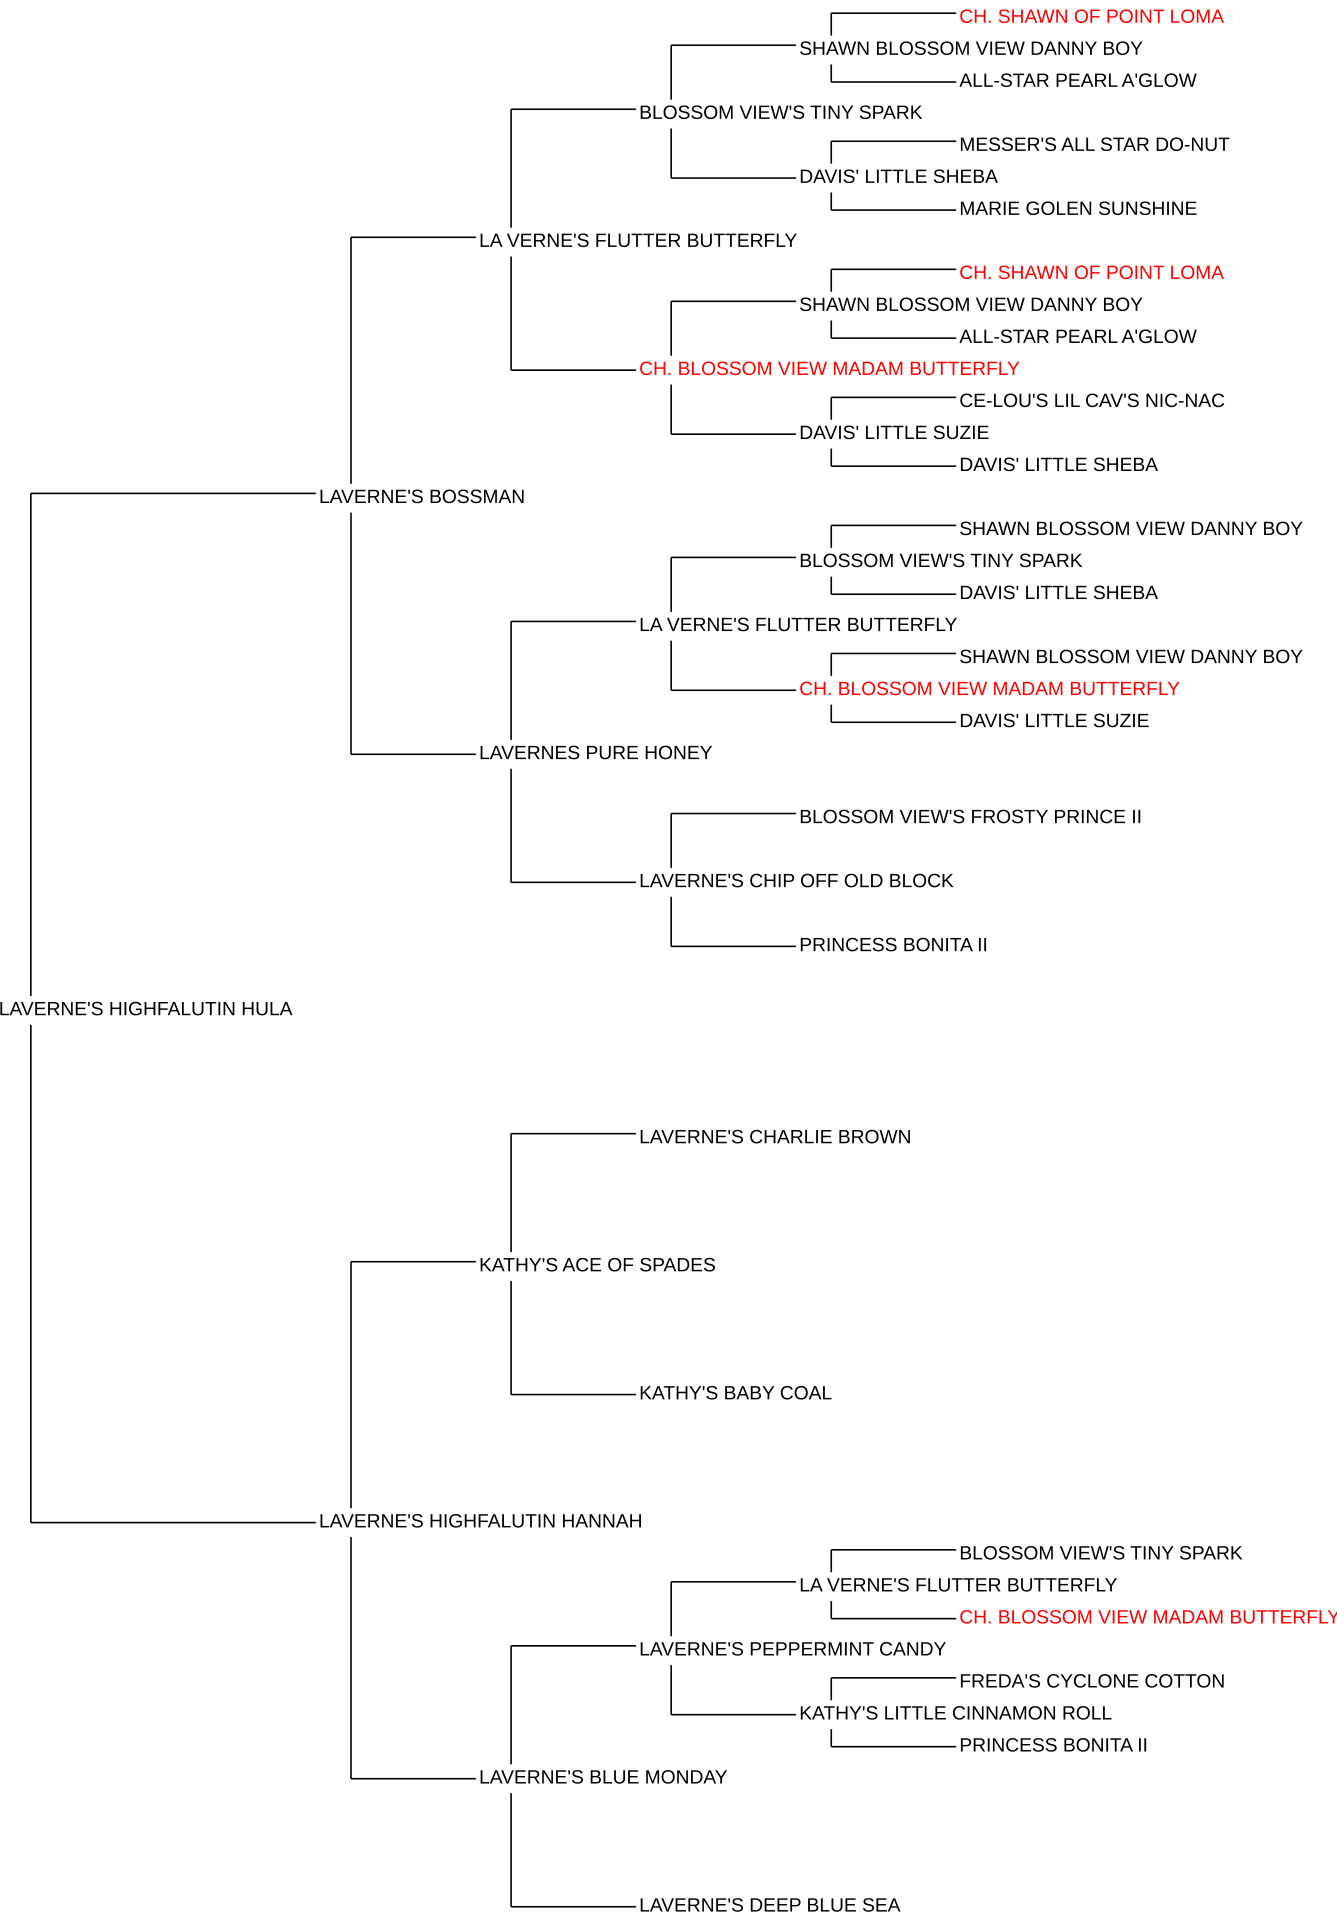 CH. SHAWN OF POINT LOMA
SHAWN BLOSSOM VIEW DANNY BOY
ALL-STAR PEARL A'GLOW
BLOSSOM VIEW'S TINY SPARK
MESSER'S ALL STAR DO-NUT
DAVIS' LITTLE SHEBA
MARIE GOLEN SUNSHINE
LA VERNE'S FLUTTER BUTTERFLY
CH. SHAWN OF POINT LOMA
SHAWN BLOSSOM VIEW DANNY BOY
ALL-STAR PEARL A'GLOW
CH. BLOSSOM VIEW MADAM BUTTERFLY
CE-LOU'S LIL CAV'S NIC-NAC
DAVIS' LITTLE SUZIE
DAVIS' LITTLE SHEBA
LAVERNE'S BOSSMAN
SHAWN BLOSSOM VIEW DANNY BOY
BLOSSOM VIEW'S TINY SPARK
DAVIS' LITTLE SHEBA
LA VERNE'S FLUTTER BUTTERFLY
SHAWN BLOSSOM VIEW DANNY BOY
CH. BLOSSOM VIEW MADAM BUTTERFLY
DAVIS' LITTLE SUZIE
LAVERNES PURE HONEY
BLOSSOM VIEW'S FROSTY PRINCE II
LAVERNE'S CHIP OFF OLD BLOCK
PRINCESS BONITA II
LAVERNE'S HIGHFALUTIN HULA
LAVERNE'S CHARLIE BROWN
KATHY'S ACE OF SPADES
KATHY'S BABY COAL
LAVERNE'S HIGHFALUTIN HANNAH
BLOSSOM VIEW'S TINY SPARK
LA VERNE'S FLUTTER BUTTERFLY
CH. BLOSSOM VIEW MADAM BUTTERFLY
LAVERNE'S PEPPERMINT CANDY
FREDA'S CYCLONE COTTON
KATHY'S LITTLE CINNAMON ROLL
PRINCESS BONITA II
LAVERNE'S BLUE MONDAY
LAVERNE'S DEEP BLUE SEA